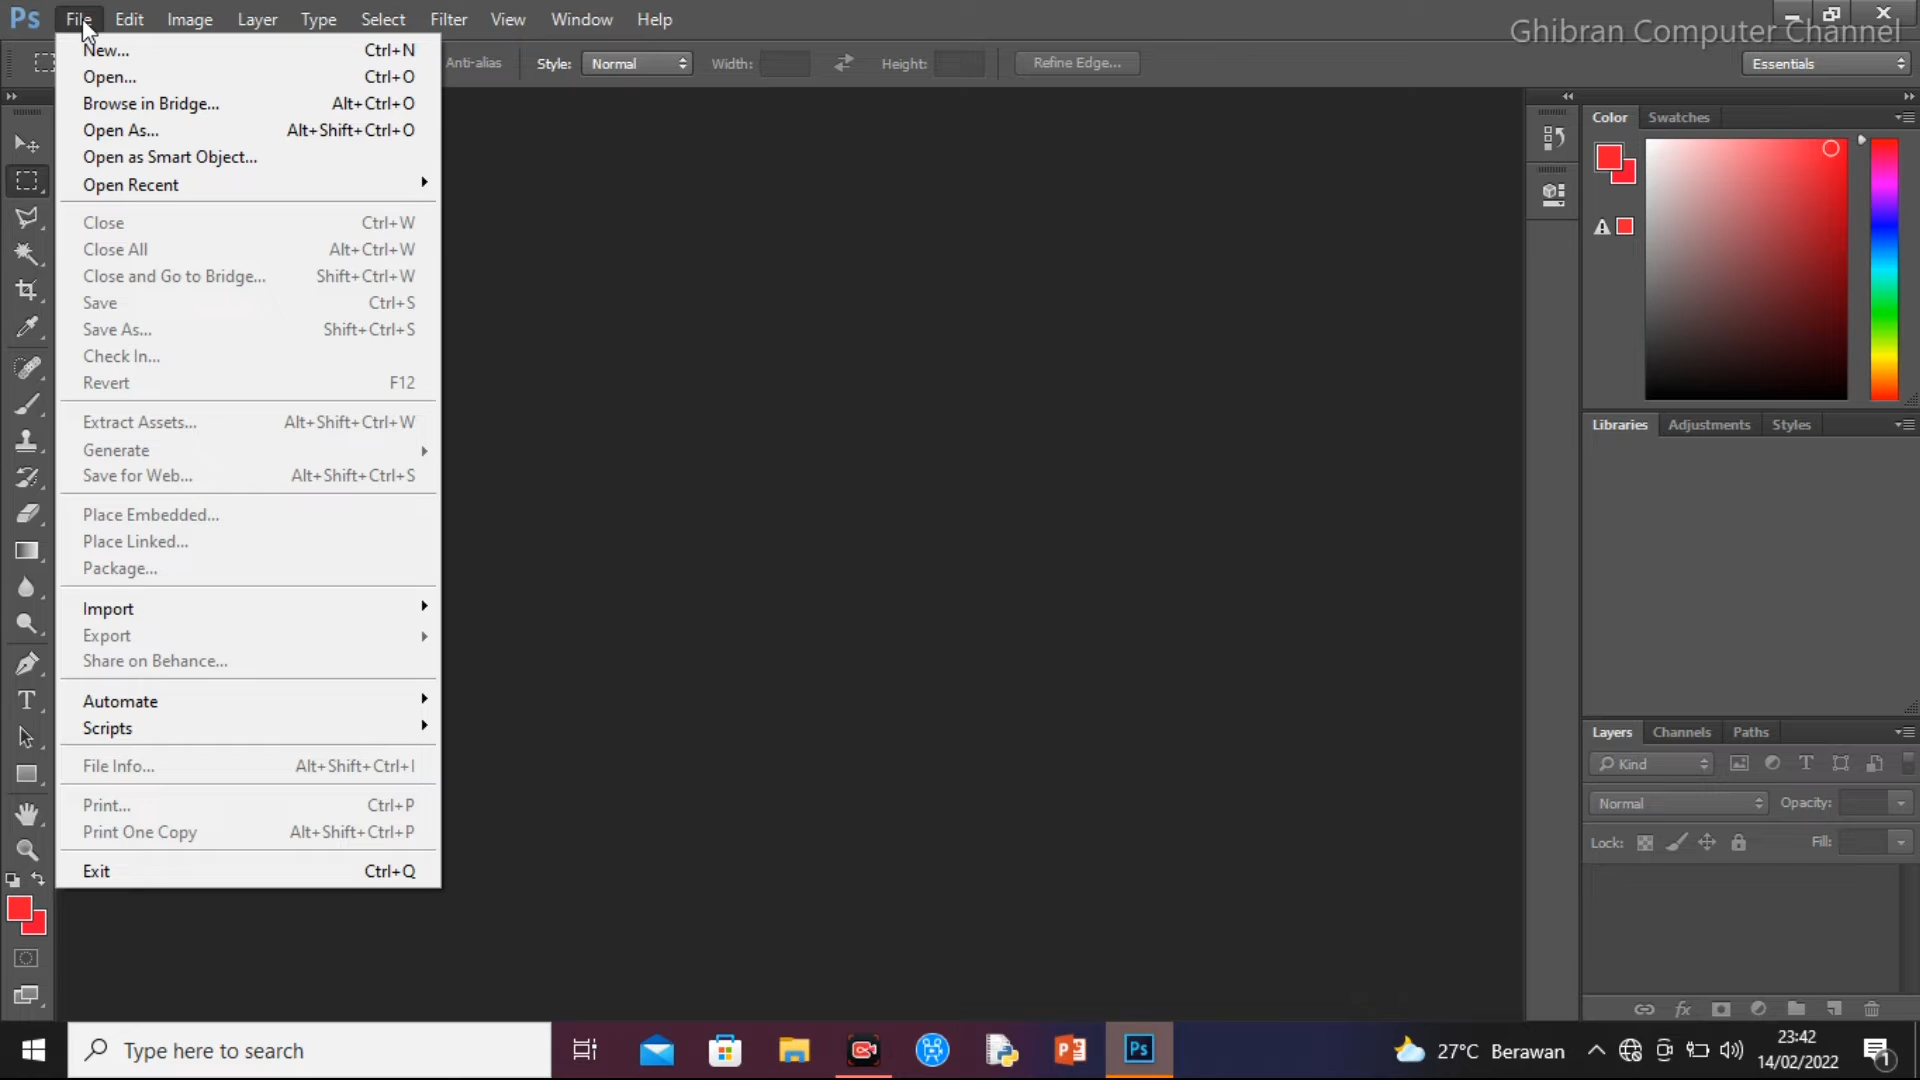 Ps File Edit Image Layer Type Select Filter View Window Help
Ghibran Computer Channel
Anti-alias Style: Normal Width: Height: Refine Edge... Essentials
New... Ctrl+N
Open... Ctrl+O
Browse in Bridge... Alt+Ctrl+O
Open As... Alt+Shift+Ctrl+O
Open as Smart Object...
Open Recent
Close Ctrl+W
Close All Alt+Ctrl+W
Close and Go to Bridge... Shift+Ctrl+W
Save Ctrl+S
Save As... Shift+Ctrl+S
Check In...
Revert F12
Extract Assets... Alt+Shift+Ctrl+W
Generate
Save for Web... Alt+Shift+Ctrl+S
Place Embedded...
Place Linked...
Package...
Import
Export
Share on Behance...
Automate
Scripts
File Info... Alt+Shift+Ctrl+I
Print... Ctrl+P
Print One Copy Alt+Shift+Ctrl+P
Exit Ctrl+Q
Color Swatches
Libraries Adjustments Styles
Layers Channels Paths
Kind
Normal Opacity:
Lock: Fill:
Type here to search
Ps
27°C Berawan
23:42
14/02/2022
1